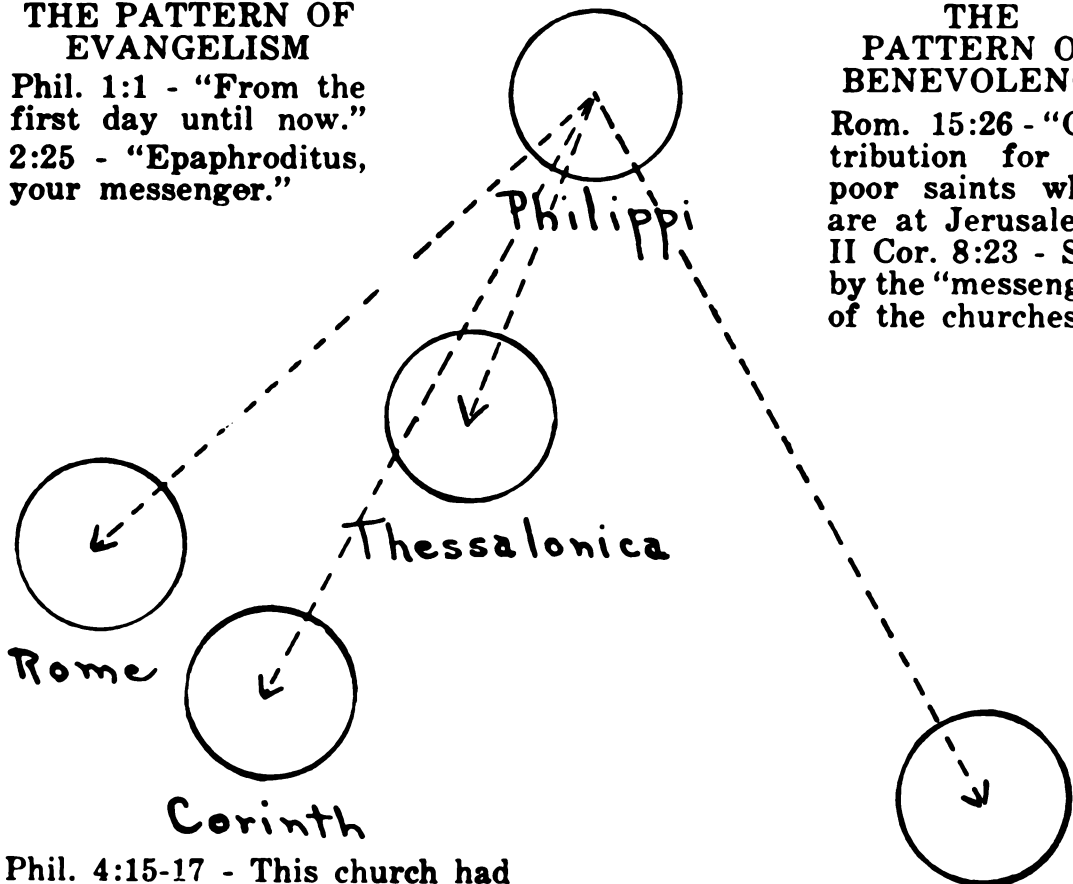 THE PATTERN OF
EVANGELISM
Phil. 1:1 - “From the
first day until now.”
2:25 - “Epaphroditus,
your messenger.”
THE
PATTERN
BENEVOLENC
Rom. 15:26 - “C
tribution for
poor saints wh
are at Jerusale
II Cor. 8:23 - S
by the “messeng
of the churches
Philippi
Thessalonica
Rome
Corinth
Phil. 4:15-17 - This church had